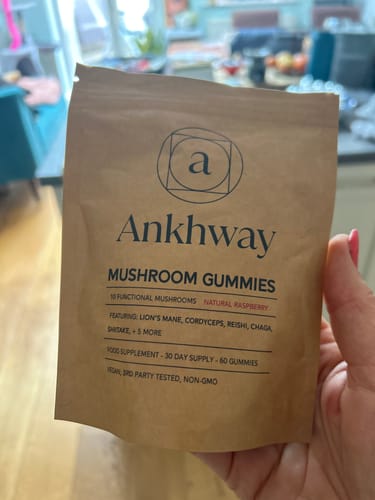 a
Ankhway
MUSHROOM GUMMIES
10 FUNCTIONAL MUSHROOMS NATURAL RASPBERRY
FEATURING: LION'S MANE, CORDYCEPS, REISHI, CHAGA,
SHIITAKE, + 5 MORE
FOOD SUPPLEMENT - 30 DAY SUPPLY - 60 GUMMIES
VEGAN, 3RD PARTY TESTED, NON-GMO